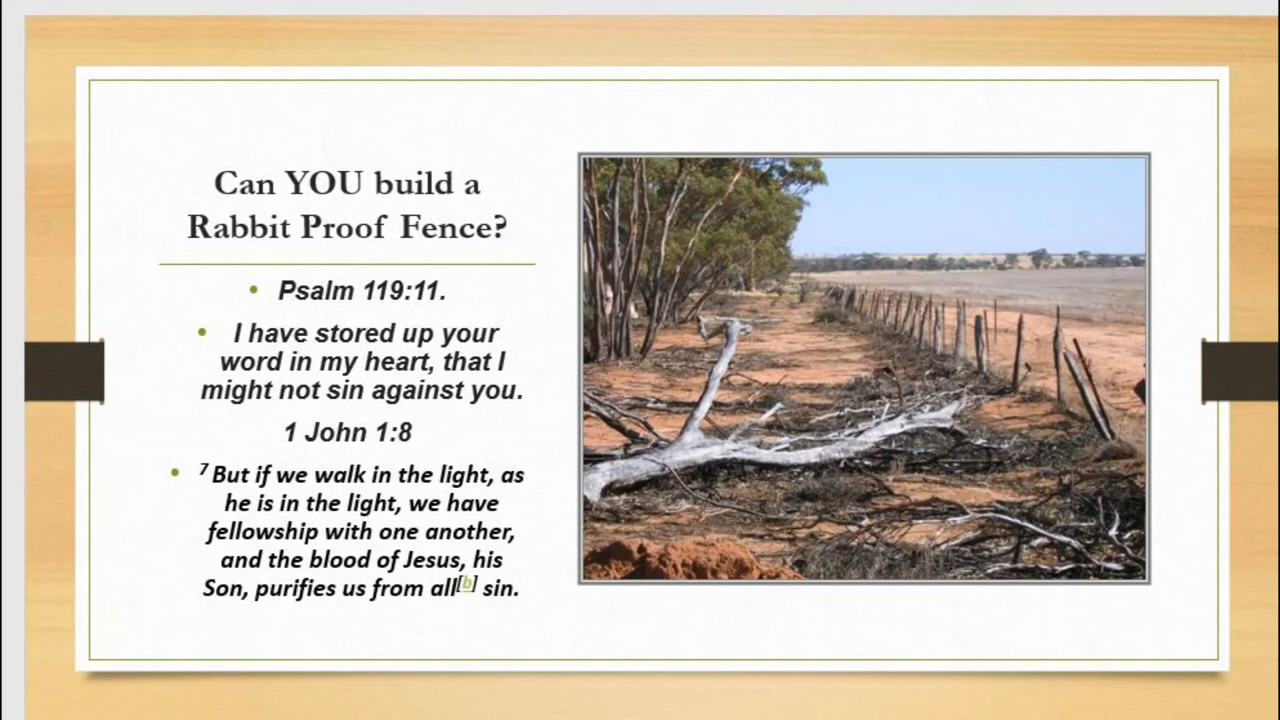 Can YOU build a
Rabbit Proof Fence?
• Psalm 119:11.
• I have stored up your
word in my heart, that I
might not sin against you.
1 John 1:8
• 7 But if we walk in the light, as
he is in the light, we have
fellowship with one another,
and the blood of Jesus, his
Son, purifies us from all[b] sin.